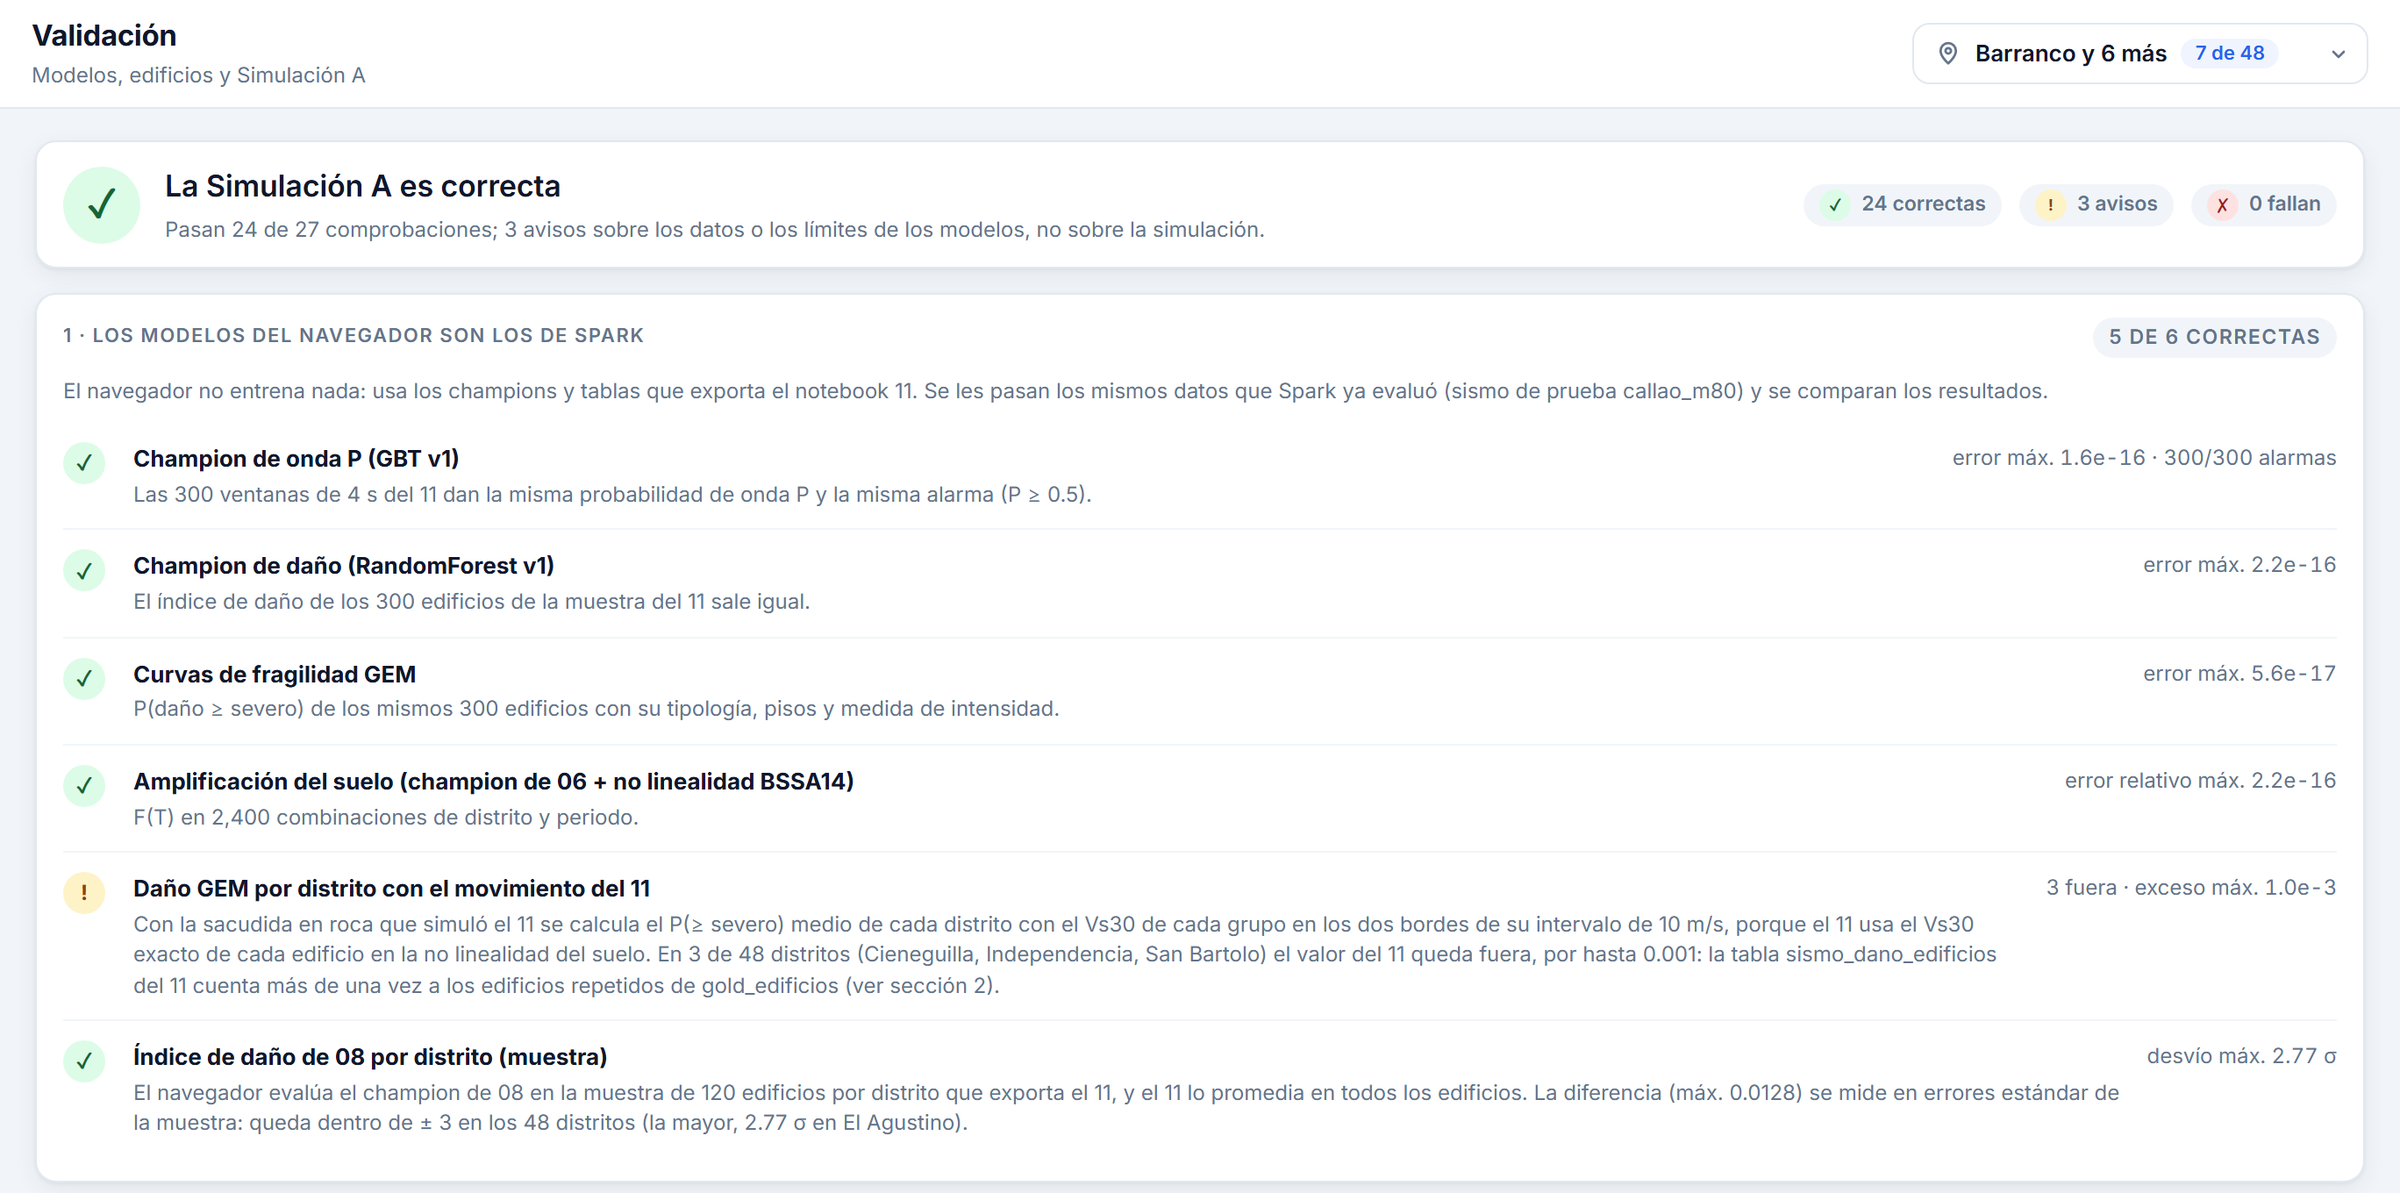 Validación
Modelos, edificios y Simulación A
Barranco y 6 más 7 de 48
La Simulación A es correcta
Pasan 24 de 27 comprobaciones; 3 avisos sobre los datos o los límites de los modelos, no sobre la simulación.
✓ 24 correctas ! 3 avisos ✗ 0 fallan
1 · LOS MODELOS DEL NAVEGADOR SON LOS DE SPARK
5 DE 6 CORRECTAS
El navegador no entrena nada: usa los champions y tablas que exporta el notebook 11. Se les pasan los mismos datos que Spark ya evaluó (sismo de prueba callao_m80) y se comparan los resultados.
Champion de onda P (GBT v1)
error máx. 1.6e-16 · 300/300 alarmas
Las 300 ventanas de 4 s del 11 dan la misma probabilidad de onda P y la misma alarma (P ≥ 0.5).
Champion de daño (RandomForest v1)
error máx. 2.2e-16
El índice de daño de los 300 edificios de la muestra del 11 sale igual.
Curvas de fragilidad GEM
error máx. 5.6e-17
P(daño ≥ severo) de los mismos 300 edificios con su tipología, pisos y medida de intensidad.
Amplificación del suelo (champion de 06 + no linealidad BSSA14)
error relativo máx. 2.2e-16
F(T) en 2,400 combinaciones de distrito y periodo.
Daño GEM por distrito con el movimiento del 11
3 fuera · exceso máx. 1.0e-3
Con la sacudida en roca que simuló el 11 se calcula el P(≥ severo) medio de cada distrito con el Vs30 de cada grupo en los dos bordes de su intervalo de 10 m/s, porque el 11 usa el Vs30
exacto de cada edificio en la no linealidad del suelo. En 3 de 48 distritos (Cieneguilla, Independencia, San Bartolo) el valor del 11 queda fuera, por hasta 0.001: la tabla sismo_dano_edificios
del 11 cuenta más de una vez a los edificios repetidos de gold_edificios (ver sección 2).
Índice de daño de 08 por distrito (muestra)
desvío máx. 2.77 σ
El navegador evalúa el champion de 08 en la muestra de 120 edificios por distrito que exporta el 11, y el 11 lo promedia en todos los edificios. La diferencia (máx. 0.0128) se mide en errores estándar de
la muestra: queda dentro de ± 3 en los 48 distritos (la mayor, 2.77 σ en El Agustino).